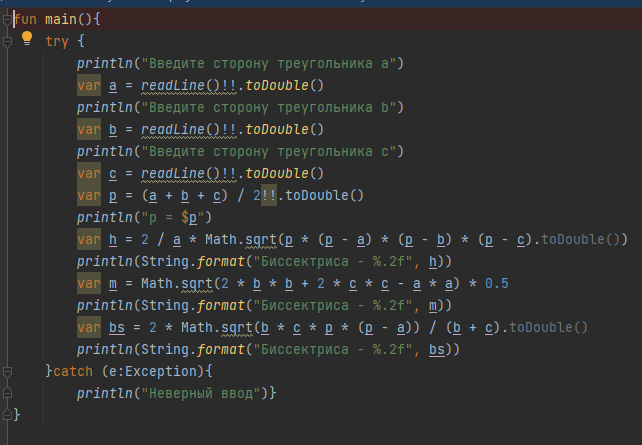 fun main(){
try {
println("Введите сторону треугольника a")
var a = readLine()!!.toDouble()
println("Введите сторону треугольника b")
var b = readLine()!!.toDouble()
println("Введите сторону треугольника c")
var c = readLine()!!.toDouble()
var p = (a + b + c) / 2!!.toDouble()
println("p = $p")
var h = 2 / a * Math.sqrt(p * (p - a) * (p - b) * (p - c).toDouble())
println(String.format("Биссектриса - %.2f", h))
var m = Math.sqrt(2 * b * b + 2 * c * c - a * a) * 0.5
println(String.format("Биссектриса - %.2f", m))
var bs = 2 * Math.sqrt(b * c * p * (p - a)) / (b + c).toDouble()
println(String.format("Биссектриса - %.2f", bs))
}catch (e:Exception){
println("Неверный ввод")}
}